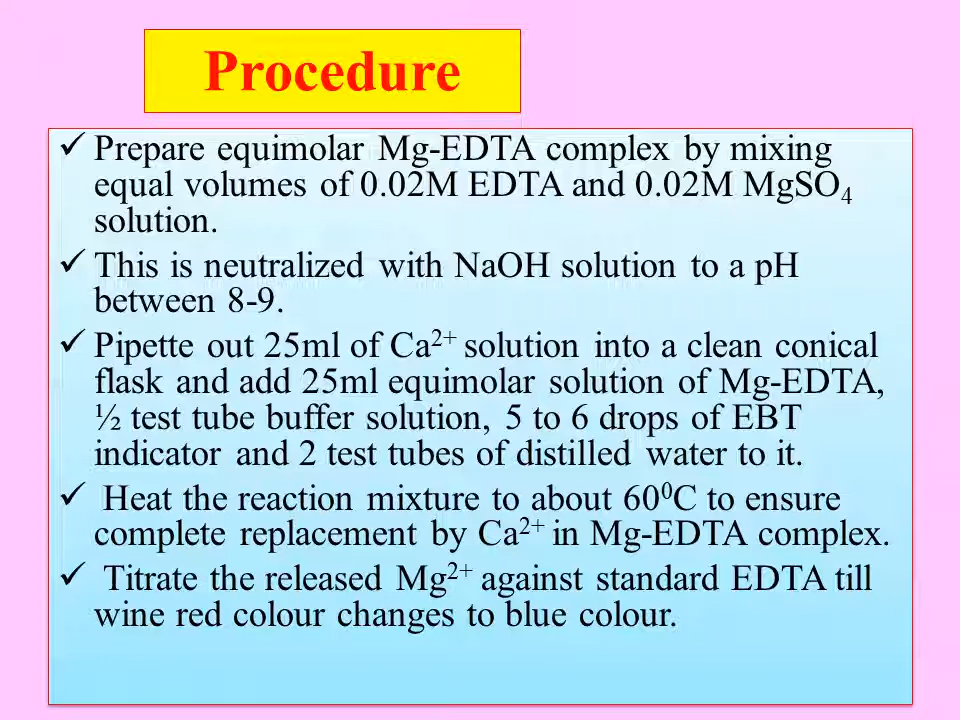 Procedure
✓ Prepare equimolar Mg-EDTA complex by mixing
equal volumes of 0.02M EDTA and 0.02M MgSO₄
solution.
✓ This is neutralized with NaOH solution to a pH
between 8-9.
✓ Pipette out 25ml of Ca²⁺ solution into a clean conical
flask and add 25ml equimolar solution of Mg-EDTA,
½ test tube buffer solution, 5 to 6 drops of EBT
indicator and 2 test tubes of distilled water to it.
✓ Heat the reaction mixture to about 60⁰C to ensure
complete replacement by Ca²⁺ in Mg-EDTA complex.
✓ Titrate the released Mg²⁺ against standard EDTA till
wine red colour changes to blue colour.